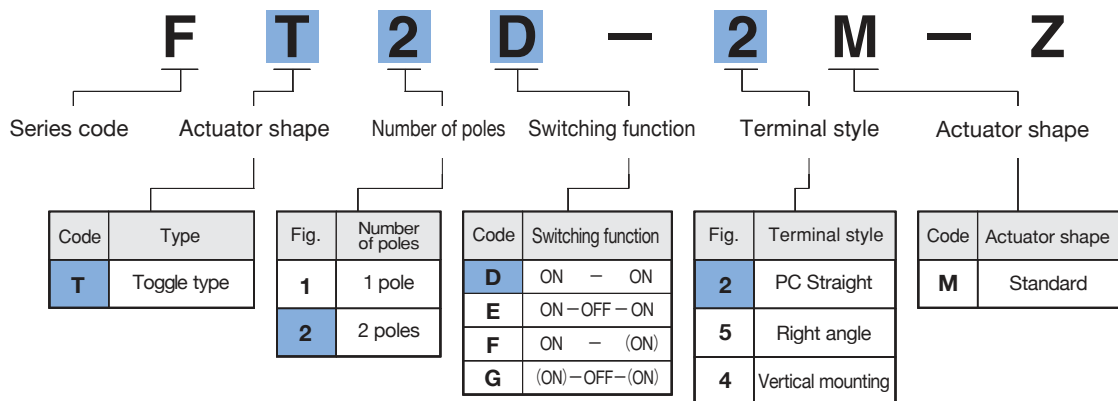 F T 2 D － 2 M － Z
Series code Actuator shape Number of poles Switching function Terminal style Actuator shape
Code Type
T Toggle type
Fig. Number of poles
1 1 pole
2 2 poles
Code Switching function
D ON － ON
E ON－OFF－ON
F ON － (ON)
G (ON)－OFF－(ON)
Fig. Terminal style
2 PC Straight
5 Right angle
4 Vertical mounting
Code Actuator shape
M Standard